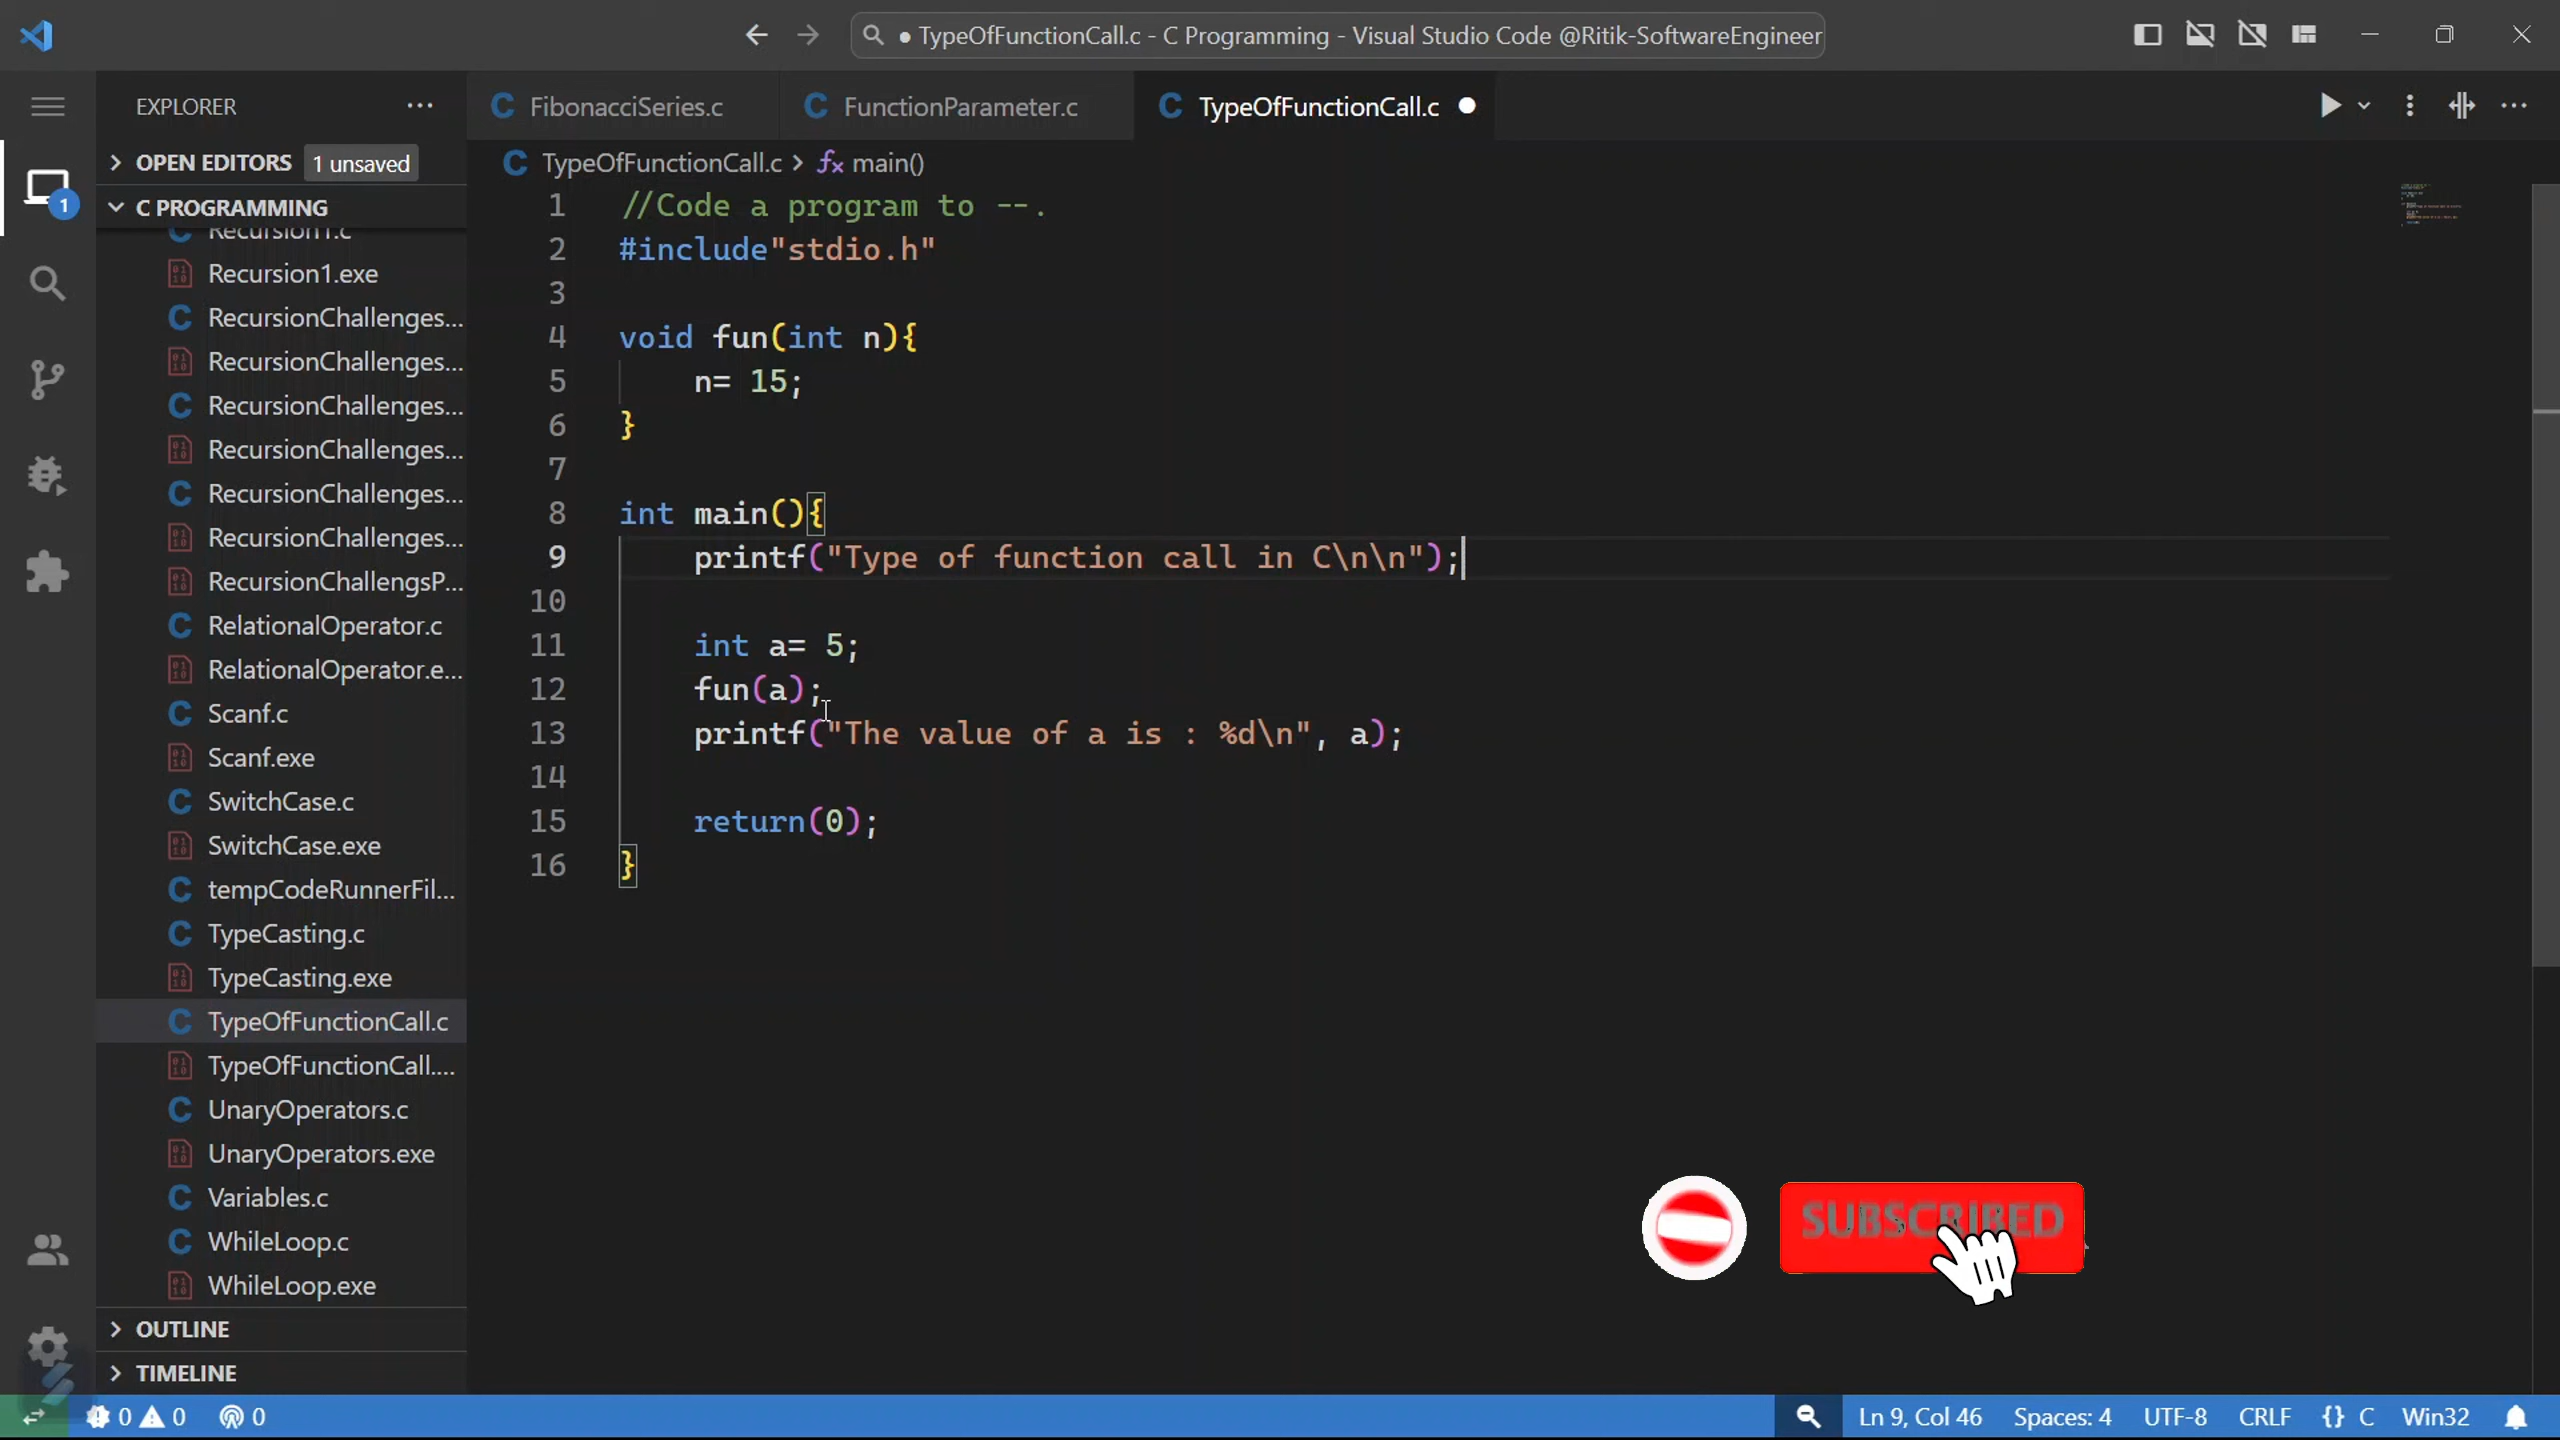 ● TypeOfFunctionCall.c - C Programming - Visual Studio Code @Ritik-SoftwareEngineer
EXPLORER
FibonacciSeries.c
FunctionParameter.c
TypeOfFunctionCall.c
OPEN EDITORS 1 unsaved
TypeOfFunctionCall.c > main()
1
C PROGRAMMING
Recursion1.c
Recursion1.exe
RecursionChallenges...
RecursionChallenges...
RecursionChallenges...
RecursionChallenges...
RecursionChallenges...
RecursionChallenges...
RecursionChallengsP...
RelationalOperator.c
RelationalOperator.e...
Scanf.c
Scanf.exe
SwitchCase.c
SwitchCase.exe
tempCodeRunnerFil...
TypeCasting.c
TypeCasting.exe
TypeOfFunctionCall.c
TypeOfFunctionCall....
UnaryOperators.c
UnaryOperators.exe
Variables.c
WhileLoop.c
WhileLoop.exe
OUTLINE
TIMELINE
1 //Code a program to --.
2 #include"stdio.h"
3
4 void fun(int n){
5 n= 15;
6 }
7
8 int main(){
9 printf("Type of function call in C\n\n");
10
11 int a= 5;
12 fun(a);
13 printf("The value of a is : %d\n", a);
14
15 return(0);
16 }
SUBSCRIBED
0 0 0
Ln 9, Col 46 Spaces: 4 UTF-8 CRLF {} C Win32